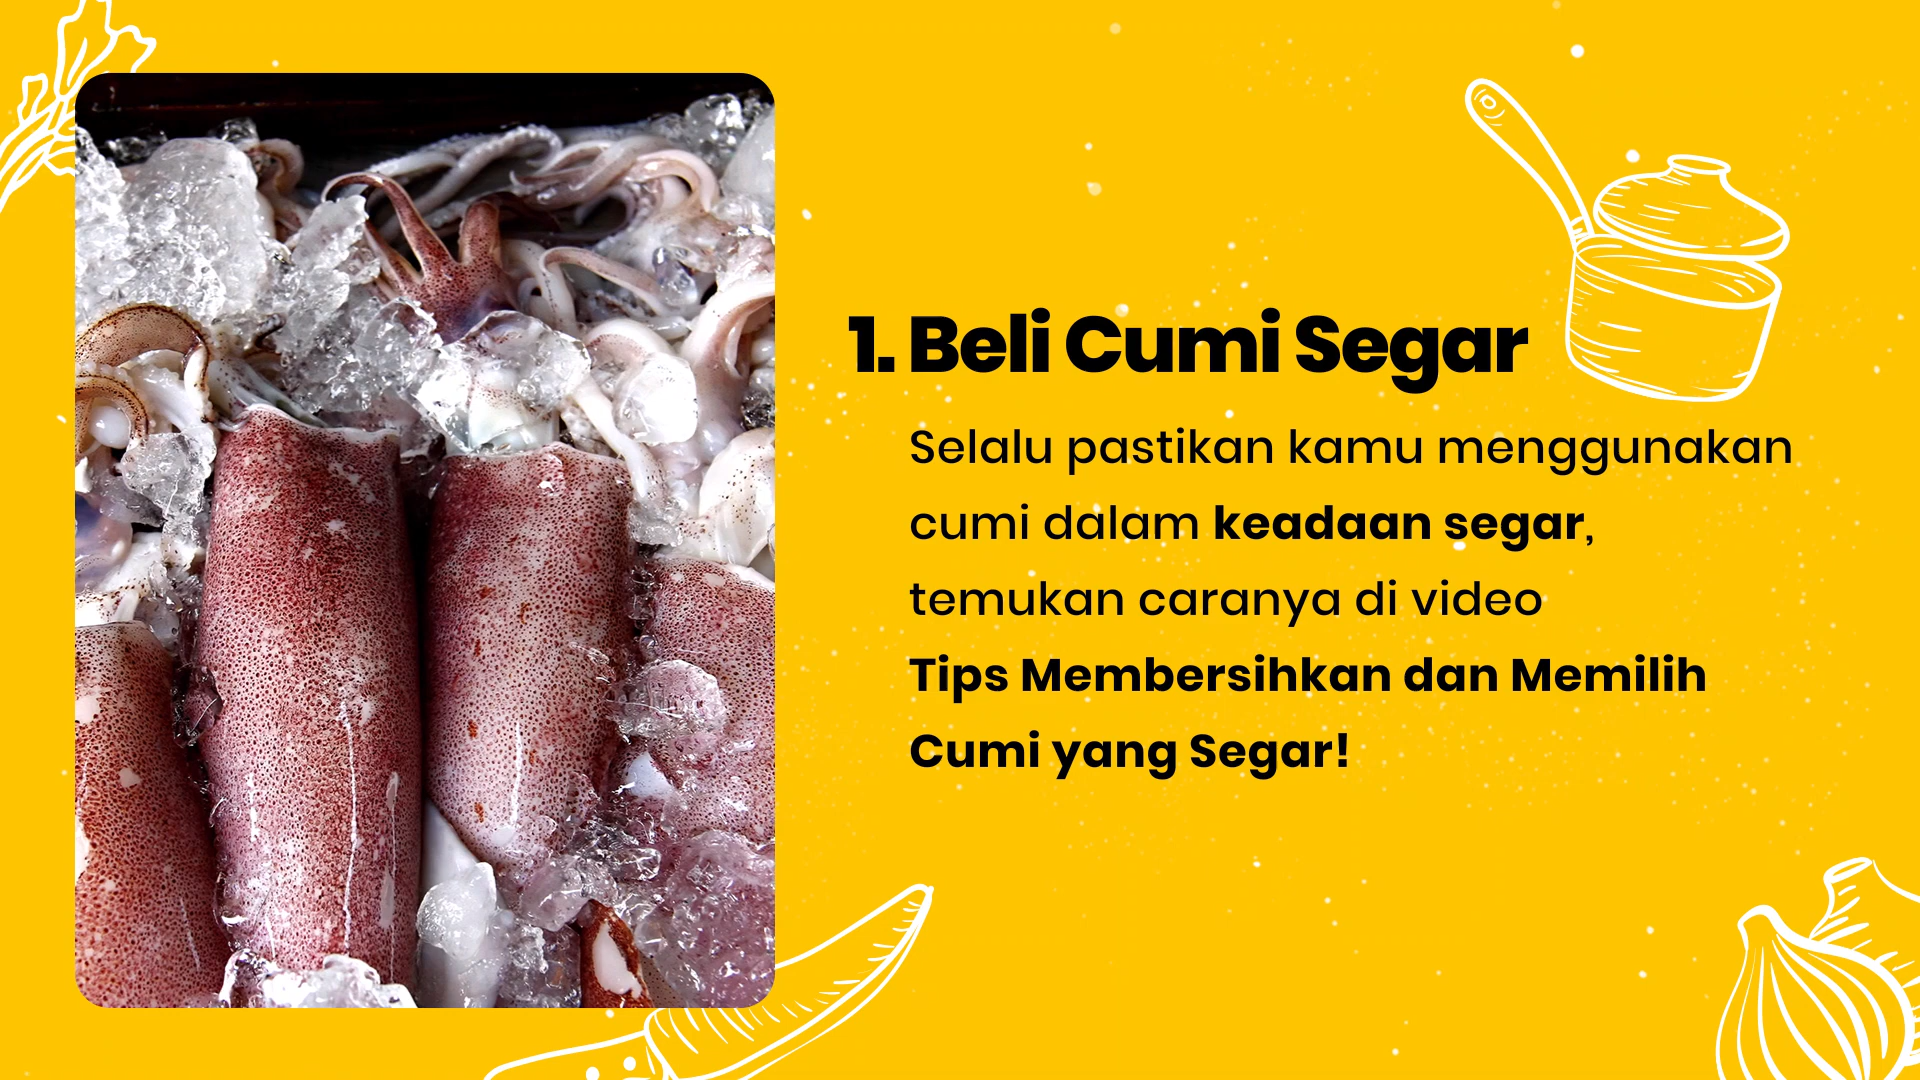 1. Beli Cumi Segar
Selalu pastikan kamu menggunakan
cumi dalam keadaan segar,
temukan caranya di video
Tips Membersihkan dan Memilih
Cumi yang Segar!